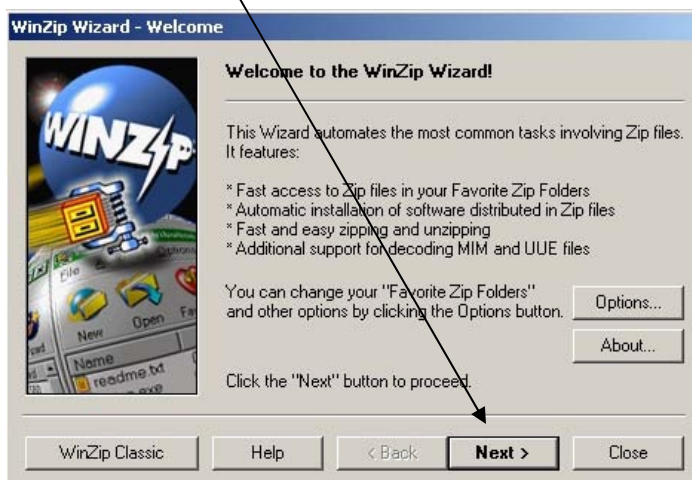 WinZip Wizard - Welcome
Welcome to the WinZip Wizard!
This Wizard automates the most common tasks involving Zip files.
It features:
* Fast access to Zip files in your Favorite Zip Folders
* Automatic installation of software distributed in Zip files
* Fast and easy zipping and unzipping
* Additional support for decoding MIM and UUE files
You can change your "Favorite Zip Folders"
and other options by clicking the Options button.
Options...
About...
Click the "Next" button to proceed.
WINZIP
File
Options
New
Open
Fav
Name
readme.txt
.exe
WinZip Classic
Help
< Back
Next >
Close